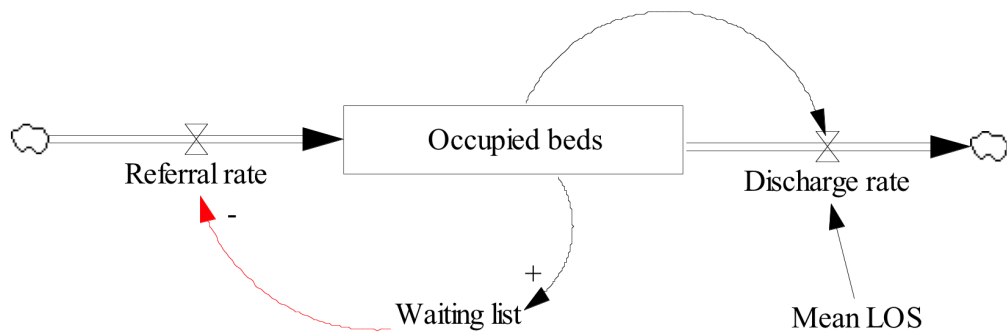 Occupied beds
Referral rate
Discharge rate
-
+
Waiting list
Mean LOS